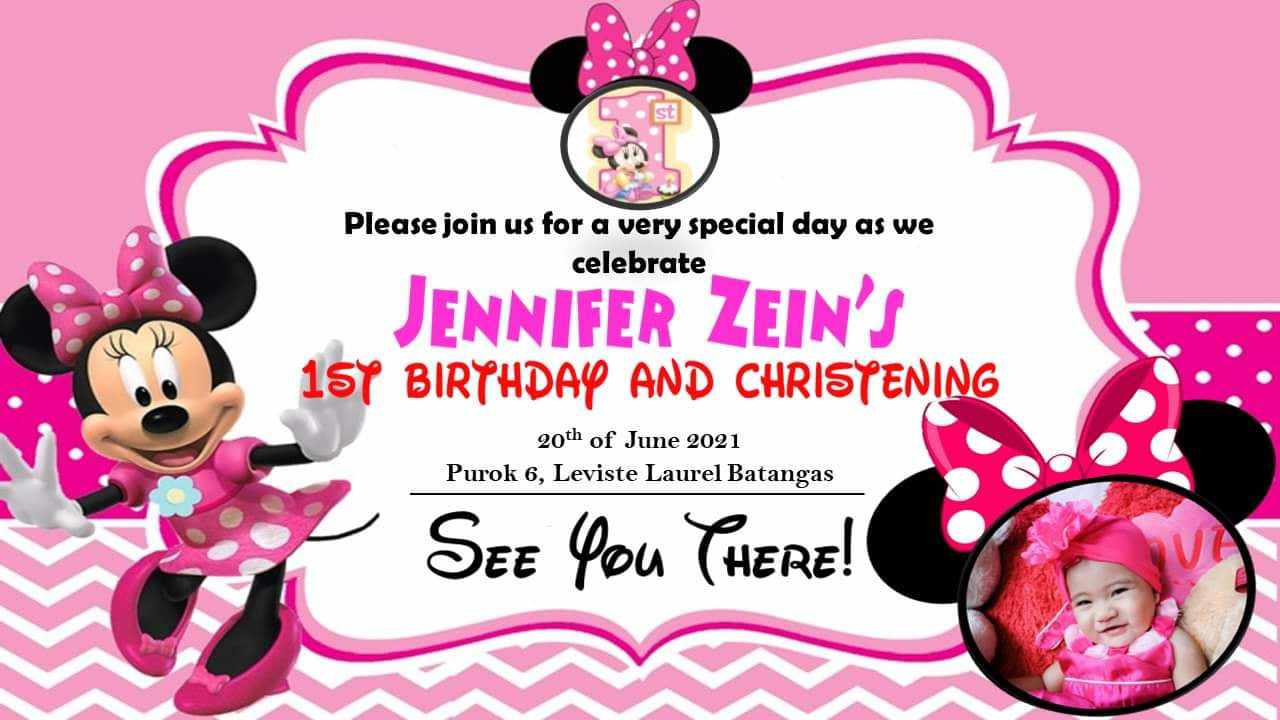 st
Please join us for a very special day as we
celebrate
JENNIFER ZEIN'S
1ST BIRTHDAY AND CHRISTENING
20th of June 2021
Purok 6, Leviste Laurel Batangas
SEE YOU THERE!